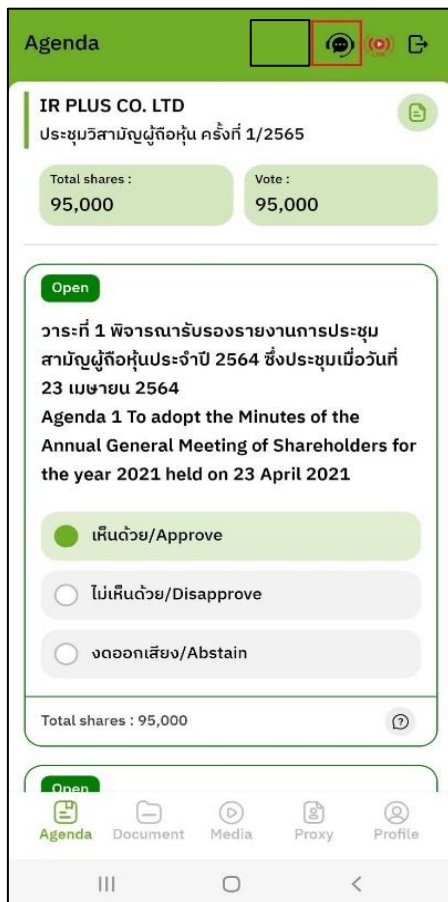 Agenda
LIVE
IR PLUS CO. LTD
ประชุมวิสามัญผู้ถือหุ้น ครั้งที่ 1/2565
Total shares :
95,000
Vote :
95,000
Open
วาระที่ 1 พิจารณารับรองรายงานการประชุม
สามัญผู้ถือหุ้นประจำปี 2564 ซึ่งประชุมเมื่อวันที่
23 เมษายน 2564
Agenda 1 To adopt the Minutes of the
Annual General Meeting of Shareholders for
the year 2021 held on 23 April 2021
เห็นด้วย/Approve
ไม่เห็นด้วย/Disapprove
งดออกเสียง/Abstain
Total shares : 95,000
Open
Agenda Document Media Proxy Profile